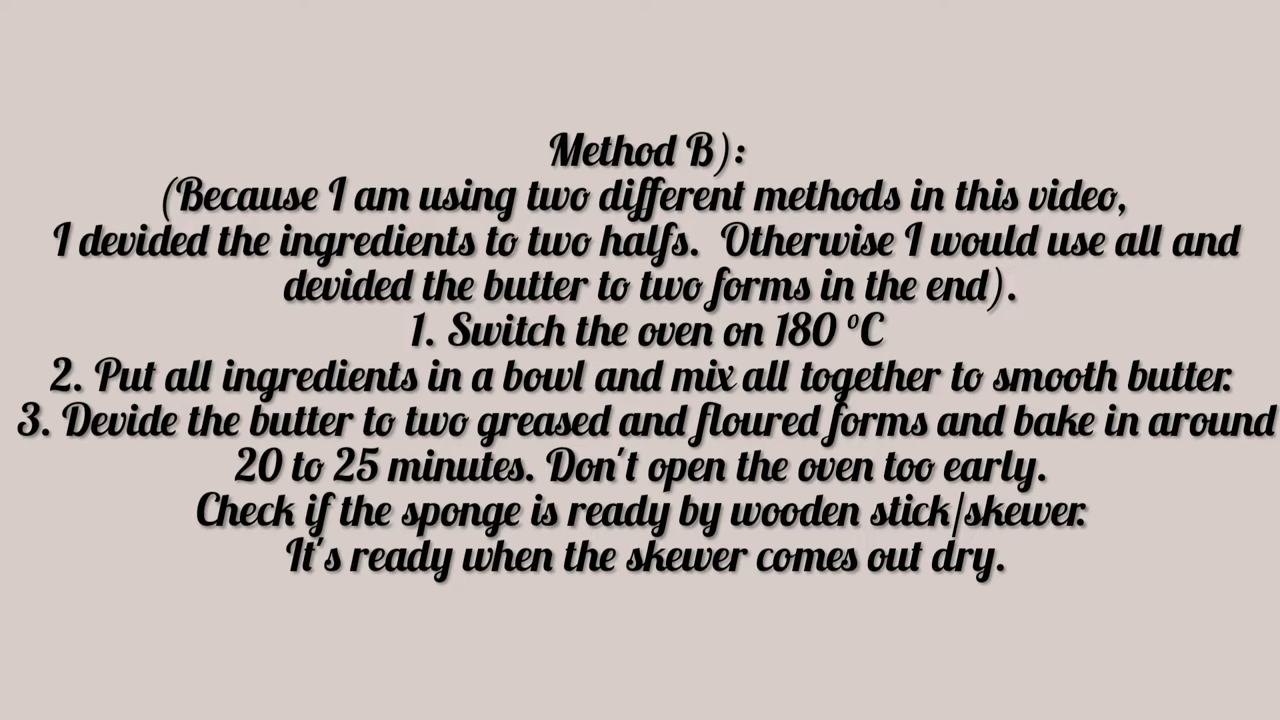 Method B):
(Because I am using two different methods in this video,
I devided the ingredients to two halfs. Otherwise I would use all and
devided the butter to two forms in the end).
1. Switch the oven on 180 ºC
2. Put all ingredients in a bowl and mix all together to smooth butter.
3. Devide the butter to two greased and floured forms and bake in around
20 to 25 minutes. Don't open the oven too early.
Check if the sponge is ready by wooden stick/skewer.
It's ready when the skewer comes out dry.